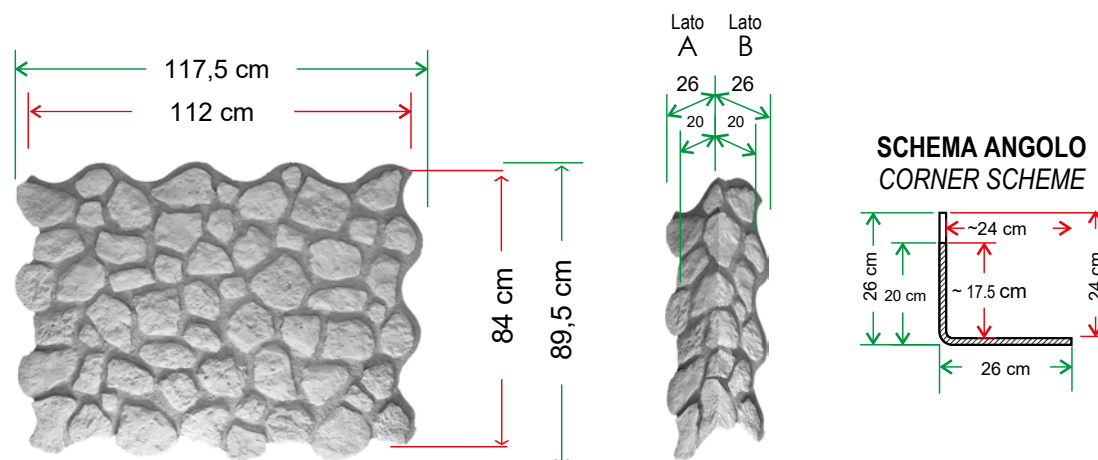 117,5 cm
112 cm
84 cm
89,5 cm
Lato Lato
A B
26 26
20 20
SCHEMA ANGOLO
CORNER SCHEME
~24 cm
26 cm
20 cm
~ 17.5 cm
24 cm
26 cm